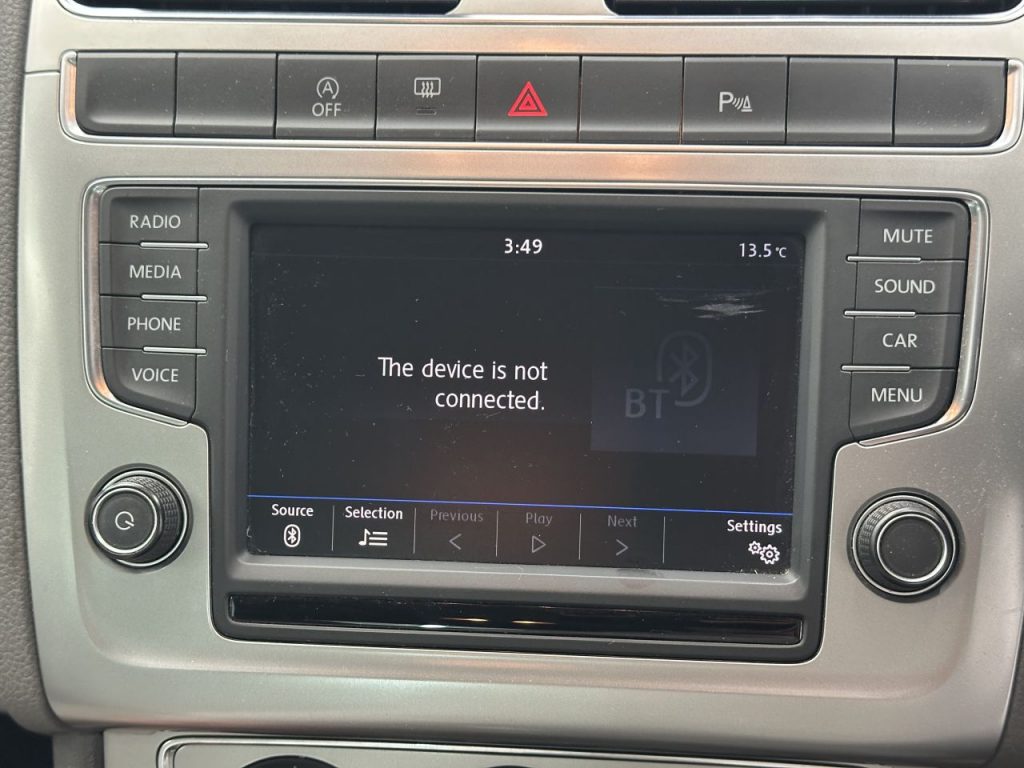 A
OFF
P
RADIO
MEDIA
PHONE
VOICE
3:49
13.5 °C
The device is not
connected.
BT
Source
Selection
Previous
Play
Next
Settings
MUTE
SOUND
CAR
MENU